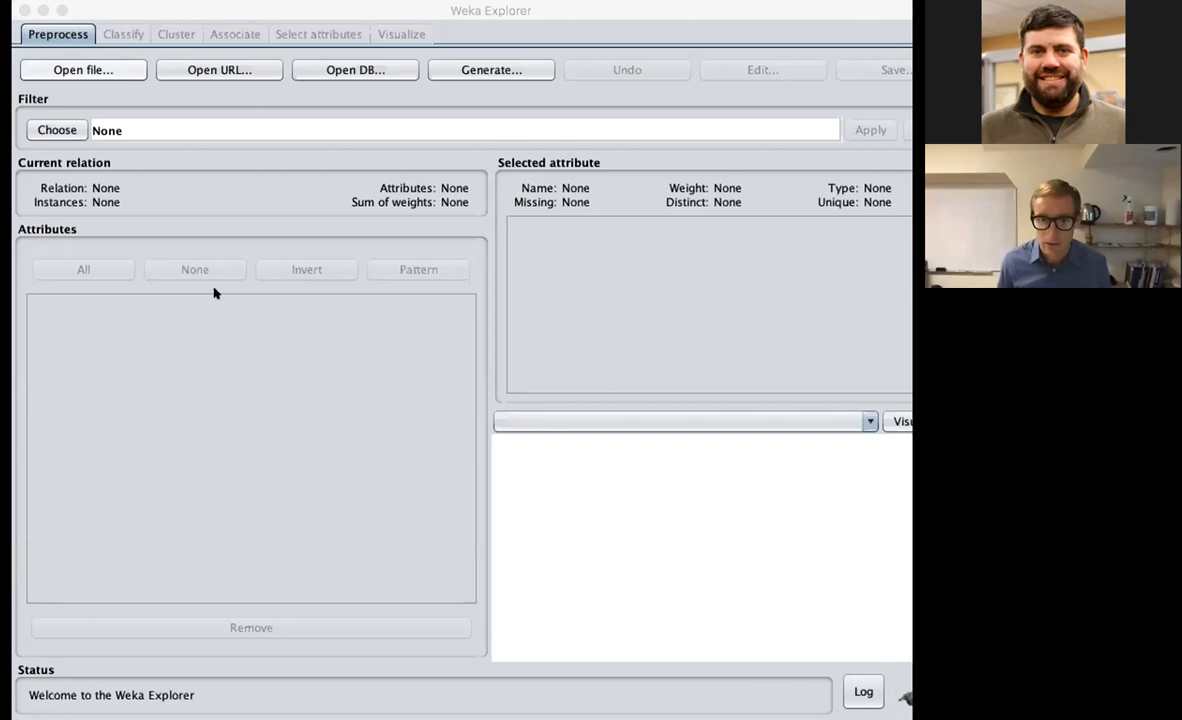 Weka Explorer
Preprocess Classify Cluster Associate Select attributes Visualize
Open file... Open URL... Open DB... Generate... Undo Edit... Save..
Filter
Choose None Apply
Current relation
Relation: None Attributes: None
Instances: None Sum of weights: None
Selected attribute
Name: None Weight: None Type: None
Missing: None Distinct: None Unique: None
Attributes
All None Invert Pattern
Visu
Remove
Status
Welcome to the Weka Explorer
Log